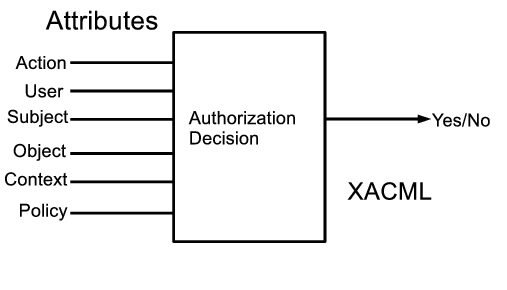 Attributes
Action
User
Subject
Object
Context
Policy
Authorization
Decision
Yes/No
XACML